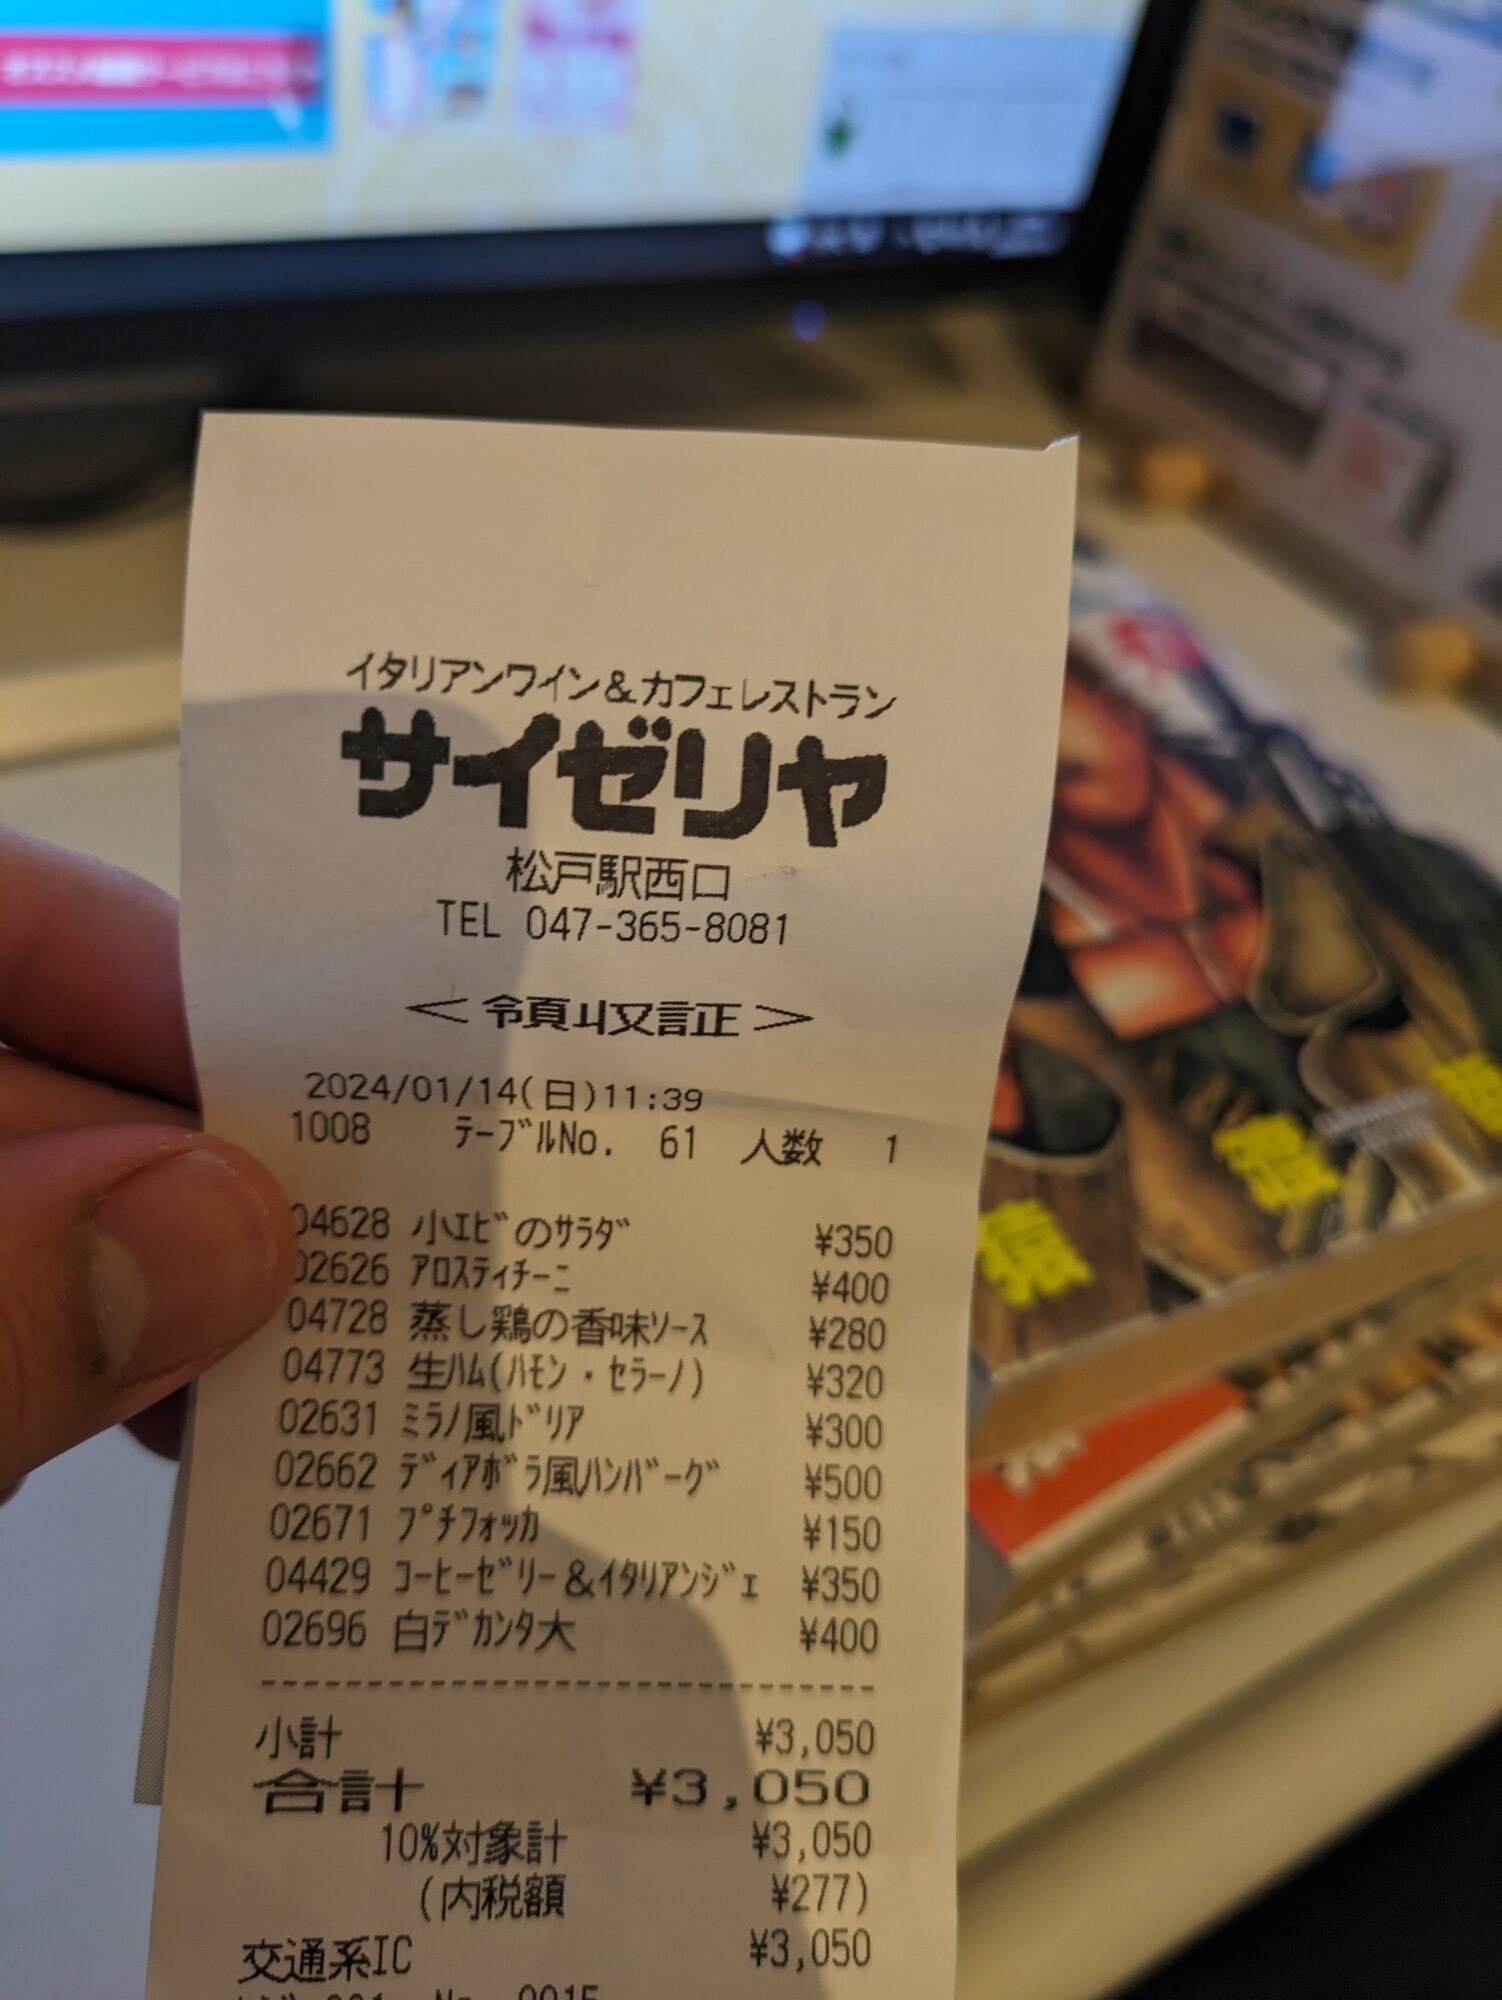 イタリアンワイン&カフェレストラン
サイゼリヤ
松戸駅西口
TEL 047-365-8081
＜ 領収証 ＞
2024/01/14(日)11:39
1008 ﾃｰﾌﾞﾙNo. 61 人数 1
04628 小ｴﾋﾞのｻﾗﾀﾞ ¥350
02626 ｱﾛｽﾃｨﾁｰﾆ ¥400
04728 蒸し鶏の香味ｿｰｽ ¥280
04773 生ﾊﾑ(ﾊﾓﾝ・ｾﾗｰﾉ) ¥320
02631 ﾐﾗﾉ風ﾄﾞﾘｱ ¥300
02662 ﾃﾞｨｱﾎﾞﾗ風ﾊﾝﾊﾞｰｸﾞ ¥500
02671 ﾌﾟﾁﾌｫｯｶ ¥150
04429 ｺｰﾋｰｾﾞﾘｰ&ｲﾀﾘｱﾝｼﾞｪ ¥350
02696 白ﾃﾞｶﾝﾀ大 ¥400
小計 ¥3,050
合計 ¥3,050
10%対象計 ¥3,050
(内税額 ¥277)
交通系IC ¥3,050